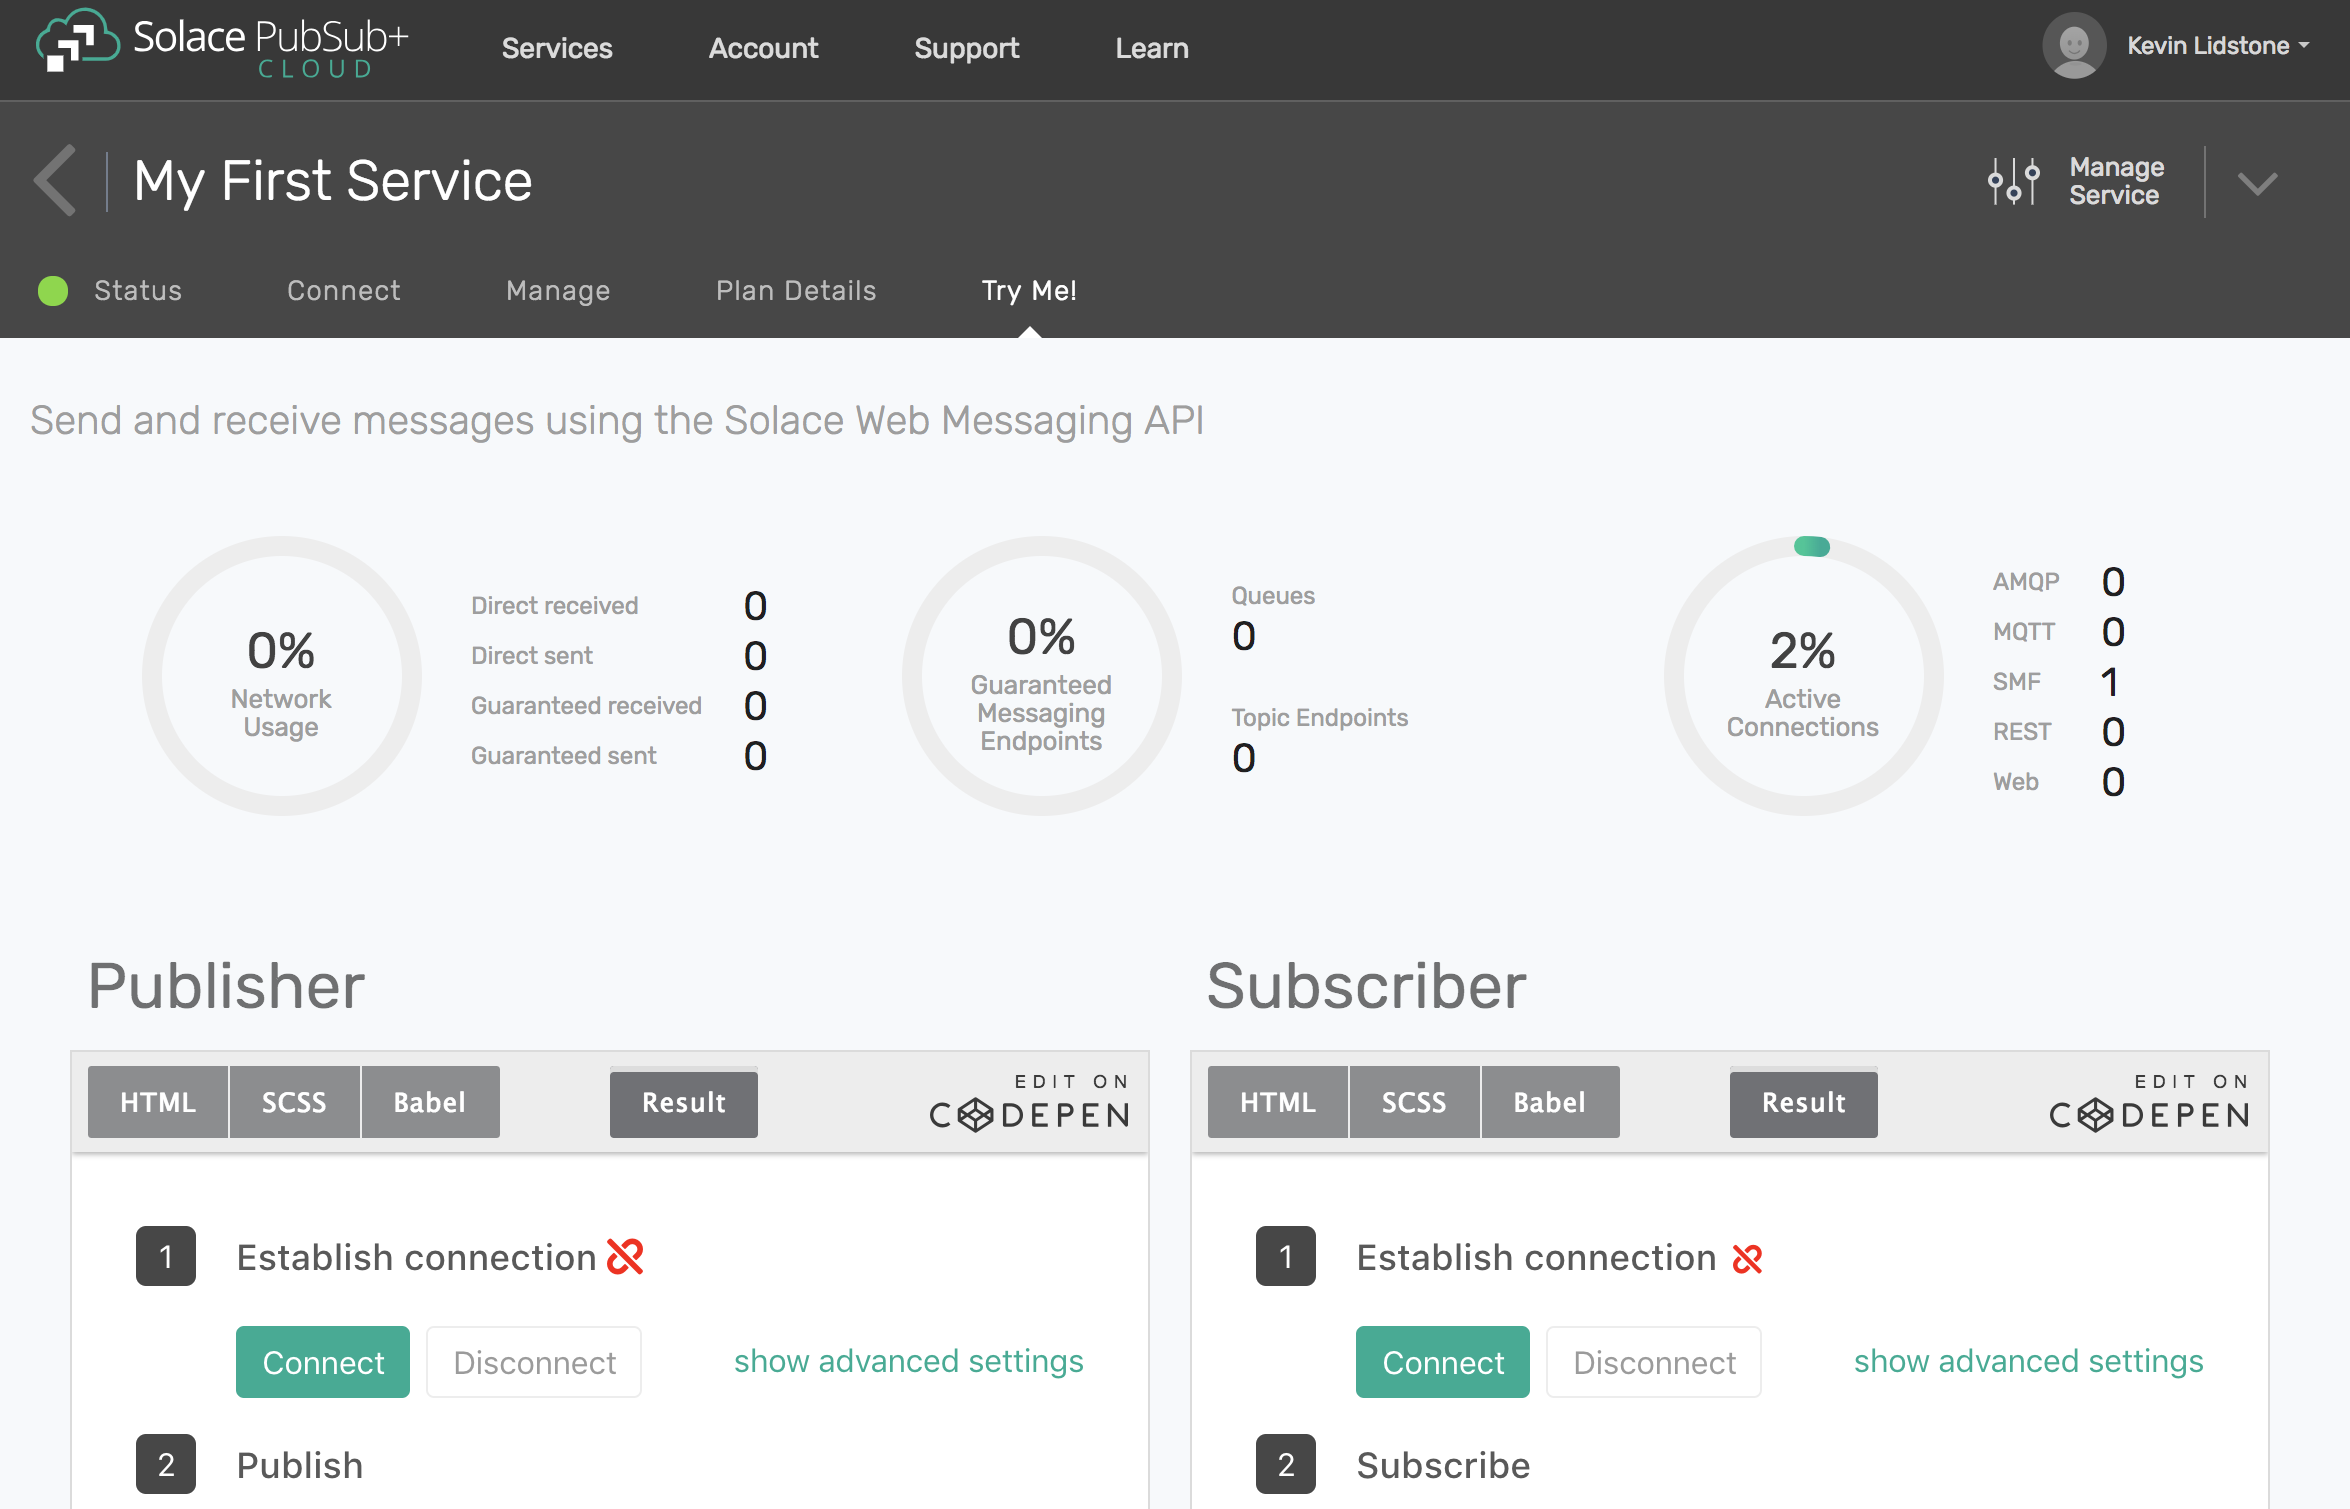 Solace PubSub+
CLOUD
Services
Account
Support
Learn
Kevin Lidstone
My First Service
Manage
Service
Status
Connect
Manage
Plan Details
Try Me!
Send and receive messages using the Solace Web Messaging API
0%
Network
Usage
Direct received 0
Direct sent 0
Guaranteed received 0
Guaranteed sent 0
0%
Guaranteed
Messaging
Endpoints
Queues
0
Topic Endpoints
0
2%
Active
Connections
AMQP 0
MQTT 0
SMF 1
REST 0
Web 0
Publisher
HTML
SCSS
Babel
Result
EDIT ON
CODEPEN
1 Establish connection
Connect
Disconnect
show advanced settings
2 Publish
Subscriber
HTML
SCSS
Babel
Result
EDIT ON
CODEPEN
1 Establish connection
Connect
Disconnect
show advanced settings
2 Subscribe